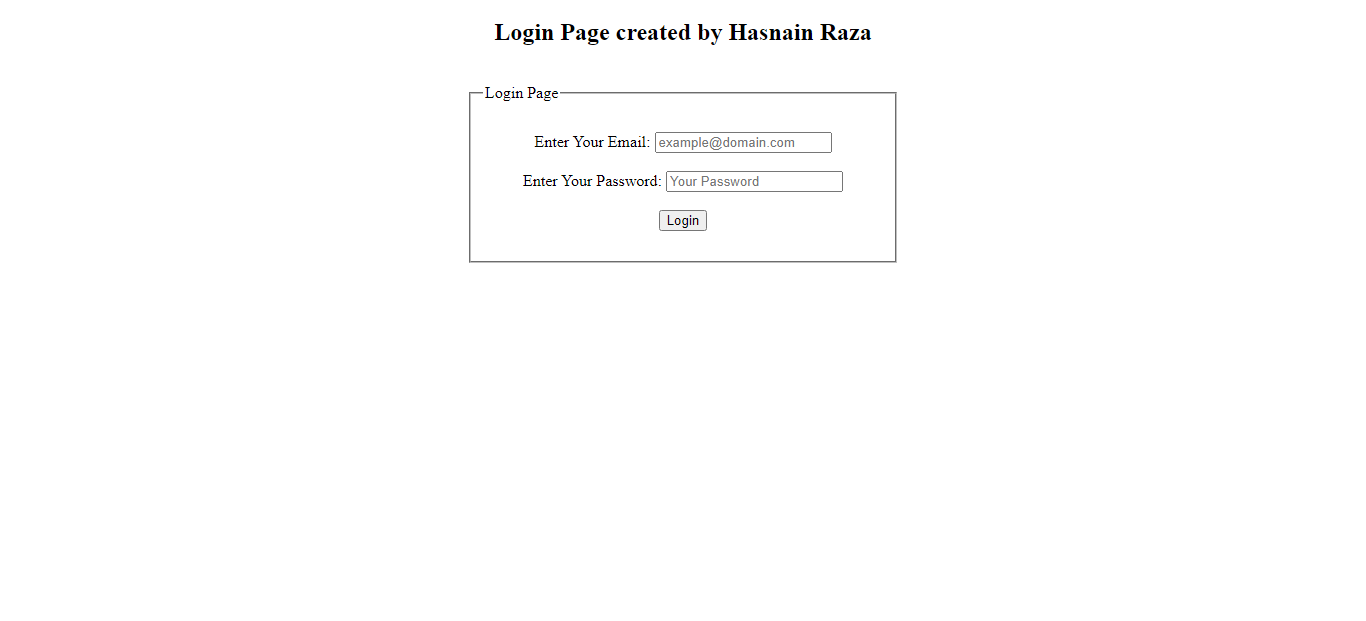 Login Page created by Hasnain Raza
Login Page
Enter Your Email: example@domain.com
Enter Your Password: Your Password
Login